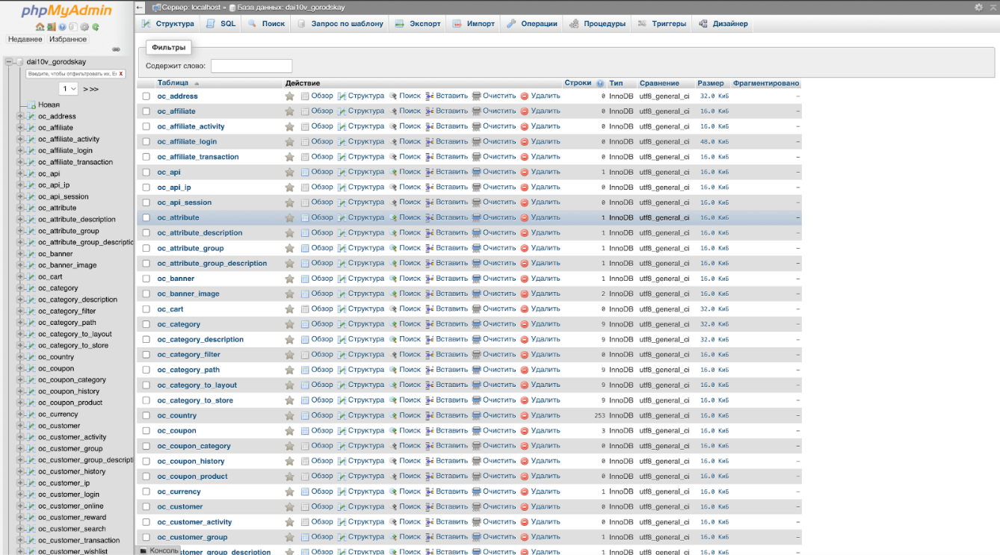 phpMyAdmin
Недавнее Избранное
dai10v_gorodskay
Введите, чтобы отфильтровать их, Er X
1 > >>
Новая
oc_address
oc_affiliate
oc_affiliate_activity
oc_affiliate_login
oc_affiliate_transaction
oc_api
oc_api_ip
oc_api_session
oc_attribute
oc_attribute_description
oc_attribute_group
oc_attribute_group_descriptic
oc_banner
oc_banner_image
oc_cart
oc_category
oc_category_description
oc_category_filter
oc_category_path
oc_category_to_layout
oc_category_to_store
oc_country
oc_coupon
oc_coupon_category
oc_coupon_history
oc_coupon_product
oc_currency
oc_customer
oc_customer_activity
oc_customer_group
oc_customer_group_descripti
oc_customer_history
oc_customer_ip
oc_customer_login
oc_customer_online
oc_customer_reward
oc_customer_search
oc_customer_transaction
oc_customer_wishlist
Сервер: localhost » База данных: dai10v_gorodskay
Структура SQL Поиск Запрос по шаблону Экспорт Импорт Операции Процедуры Триггеры Дизайнер
Фильтры
Содержит слово:
Таблица Действие Строки Тип Сравнение Размер Фрагментировано
oc_address Обзор Структура Поиск Вставить Очистить Удалить 0 InnoDB utf8_general_ci 32.0 КиБ –
oc_affiliate Обзор Структура Поиск Вставить Очистить Удалить 0 InnoDB utf8_general_ci 16.0 КиБ –
oc_affiliate_activity Обзор Структура Поиск Вставить Очистить Удалить 0 InnoDB utf8_general_ci 16.0 КиБ –
oc_affiliate_login Обзор Структура Поиск Вставить Очистить Удалить 0 InnoDB utf8_general_ci 48.0 КиБ –
oc_affiliate_transaction Обзор Структура Поиск Вставить Очистить Удалить 0 InnoDB utf8_general_ci 16.0 КиБ –
oc_api Обзор Структура Поиск Вставить Очистить Удалить 1 InnoDB utf8_general_ci 16.0 КиБ –
oc_api_ip Обзор Структура Поиск Вставить Очистить Удалить 0 InnoDB utf8_general_ci 16.0 КиБ –
oc_api_session Обзор Структура Поиск Вставить Очистить Удалить 0 InnoDB utf8_general_ci 16.0 КиБ –
oc_attribute Обзор Структура Поиск Вставить Очистить Удалить 1 InnoDB utf8_general_ci 16.0 КиБ –
oc_attribute_description Обзор Структура Поиск Вставить Очистить Удалить 1 InnoDB utf8_general_ci 16.0 КиБ –
oc_attribute_group Обзор Структура Поиск Вставить Очистить Удалить 1 InnoDB utf8_general_ci 16.0 КиБ –
oc_attribute_group_description Обзор Структура Поиск Вставить Очистить Удалить 1 InnoDB utf8_general_ci 16.0 КиБ –
oc_banner Обзор Структура Поиск Вставить Очистить Удалить 1 InnoDB utf8_general_ci 16.0 КиБ –
oc_banner_image Обзор Структура Поиск Вставить Очистить Удалить 2 InnoDB utf8_general_ci 16.0 КиБ –
oc_cart Обзор Структура Поиск Вставить Очистить Удалить 0 InnoDB utf8_general_ci 32.0 КиБ –
oc_category Обзор Структура Поиск Вставить Очистить Удалить 9 InnoDB utf8_general_ci 32.0 КиБ –
oc_category_description Обзор Структура Поиск Вставить Очистить Удалить 9 InnoDB utf8_general_ci 32.0 КиБ –
oc_category_filter Обзор Структура Поиск Вставить Очистить Удалить 0 InnoDB utf8_general_ci 16.0 КиБ –
oc_category_path Обзор Структура Поиск Вставить Очистить Удалить 9 InnoDB utf8_general_ci 16.0 КиБ –
oc_category_to_layout Обзор Структура Поиск Вставить Очистить Удалить 9 InnoDB utf8_general_ci 16.0 КиБ –
oc_category_to_store Обзор Структура Поиск Вставить Очистить Удалить 9 InnoDB utf8_general_ci 16.0 КиБ –
oc_country Обзор Структура Поиск Вставить Очистить Удалить 253 InnoDB utf8_general_ci 16.0 КиБ –
oc_coupon Обзор Структура Поиск Вставить Очистить Удалить 3 InnoDB utf8_general_ci 16.0 КиБ –
oc_coupon_category Обзор Структура Поиск Вставить Очистить Удалить 0 InnoDB utf8_general_ci 16.0 КиБ –
oc_coupon_history Обзор Структура Поиск Вставить Очистить Удалить 0 InnoDB utf8_general_ci 16.0 КиБ –
oc_coupon_product Обзор Структура Поиск Вставить Очистить Удалить 0 InnoDB utf8_general_ci 16.0 КиБ –
oc_currency Обзор Структура Поиск Вставить Очистить Удалить 1 InnoDB utf8_general_ci 16.0 КиБ –
oc_customer Обзор Структура Поиск Вставить Очистить Удалить 0 InnoDB utf8_general_ci 16.0 КиБ –
oc_customer_activity Обзор Структура Поиск Вставить Очистить Удалить 0 InnoDB utf8_general_ci 16.0 КиБ –
oc_customer_group Обзор Структура Поиск Вставить Очистить Удалить 1 InnoDB utf8_general_ci 16.0 КиБ –
Консоль stomer_group_description Обзор Структура Поиск Вставить Очистить Удалить 1 InnoDB utf8_general_ci 16.0 КиБ –